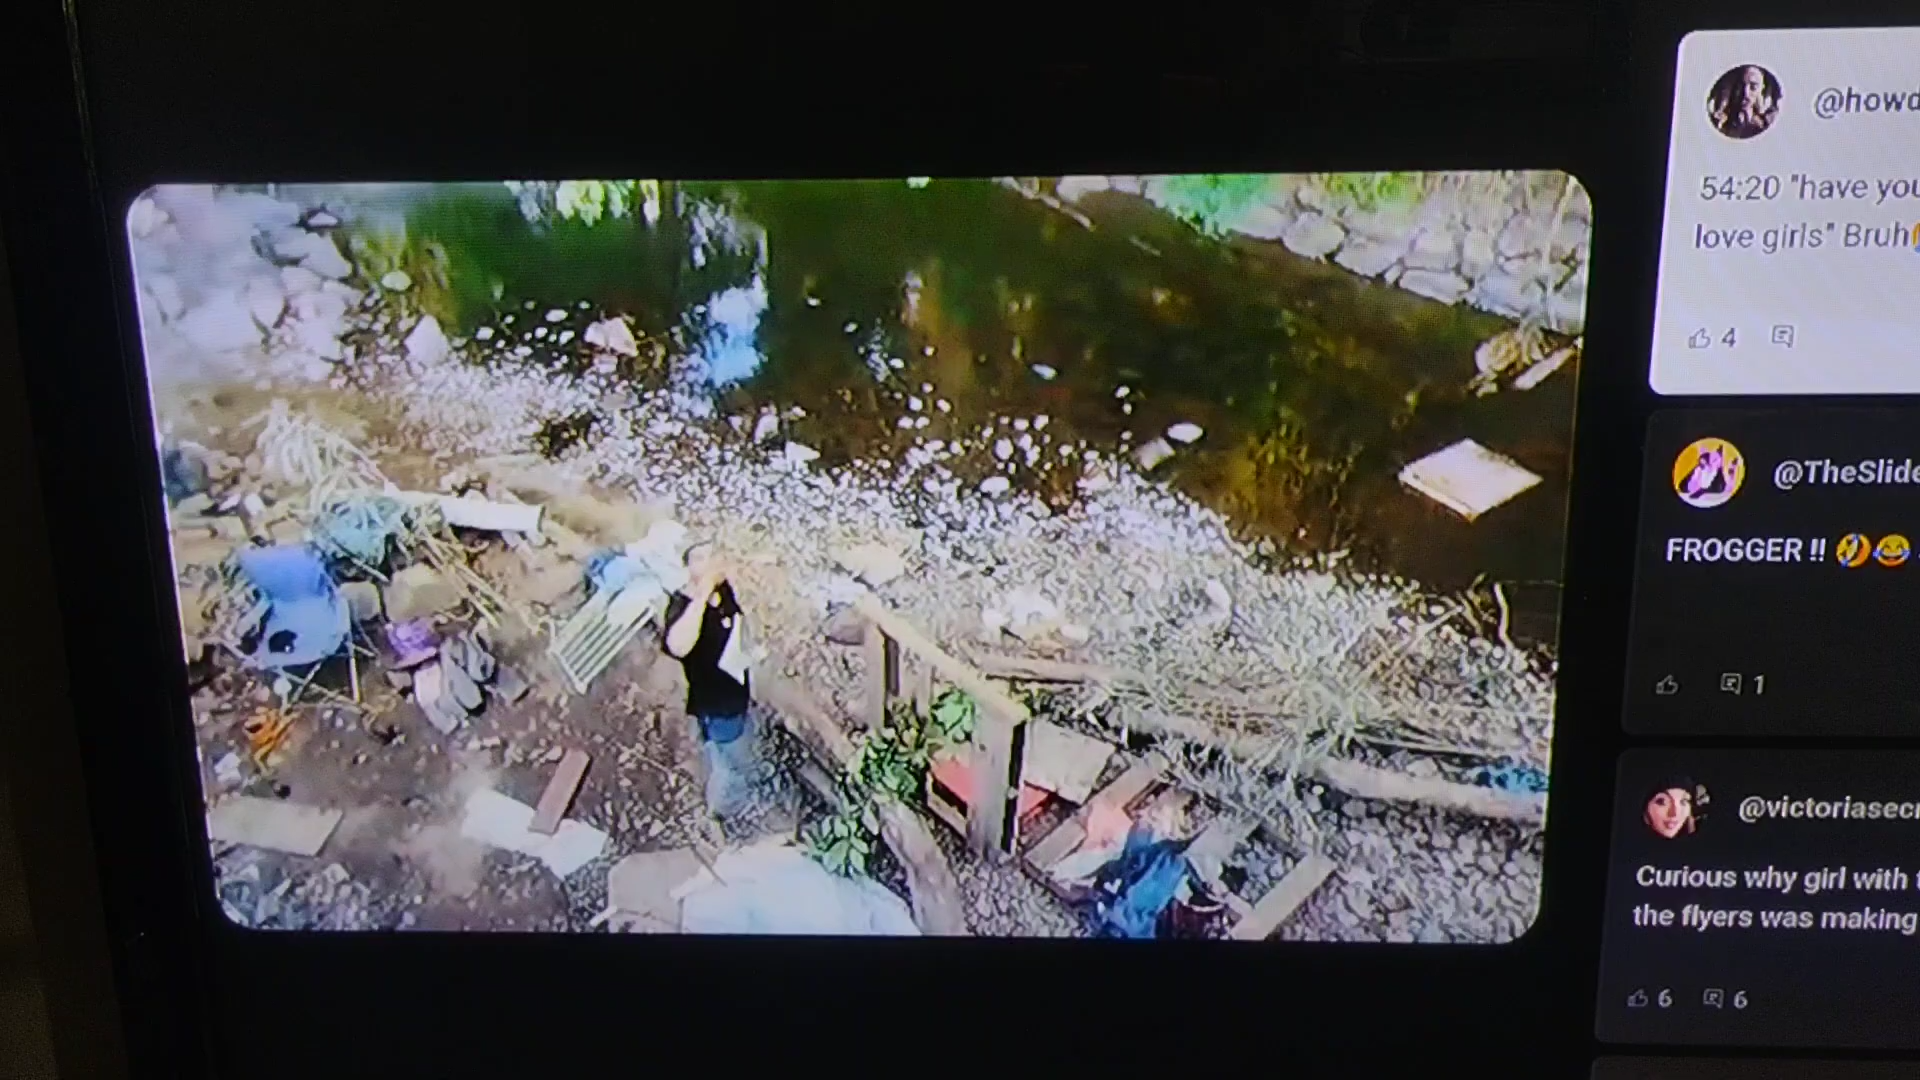 @howd
54:20 "have you
love girls" Bruh
4
@TheSlide
FROGGER !! 🤣😂
1
@victoriasecr
Curious why girl with
the flyers was making
6 6